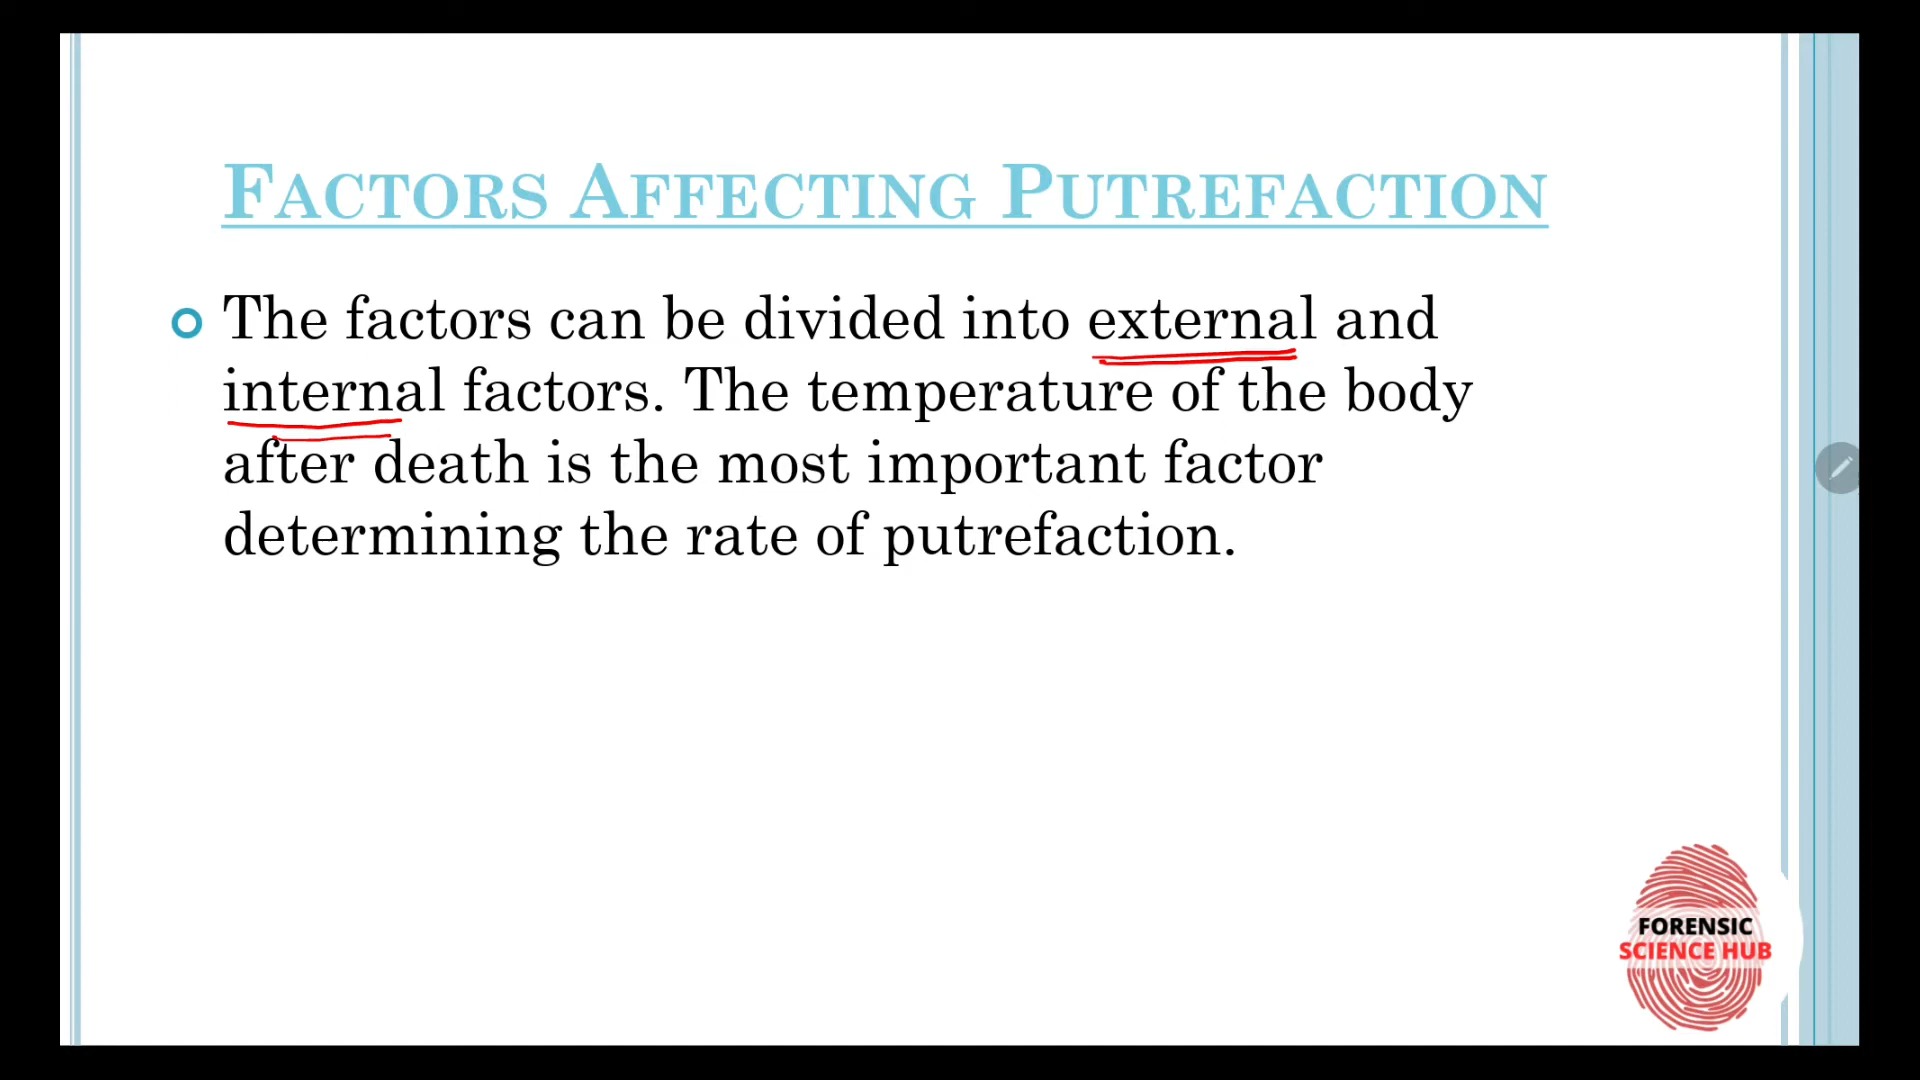 FACTORS AFFECTING PUTREFACTION
The factors can be divided into external and
internal factors. The temperature of the body
after death is the most important factor
determining the rate of putrefaction.
FORENSIC
SCIENCE HUB